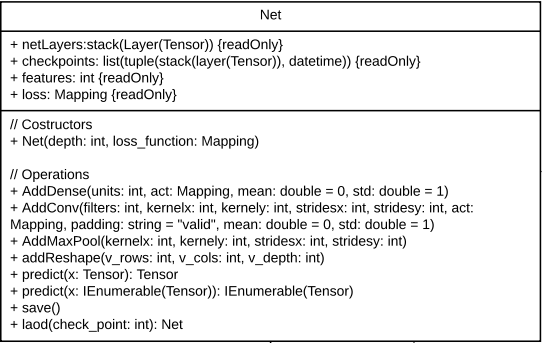 Net
+ netLayers:stack(Layer(Tensor)) {readOnly}
+ checkpoints: list(tuple(stack(layer(Tensor)), datetime)) {readOnly}
+ features: int {readOnly}
+ loss: Mapping {readOnly}
// Costructors
+ Net(depth: int, loss_function: Mapping)
// Operations
+ AddDense(units: int, act: Mapping, mean: double = 0, std: double = 1)
+ AddConv(filters: int, kernelx: int, kernely: int, stridesx: int, stridesy: int, act:
Mapping, padding: string = "valid", mean: double = 0, std: double = 1)
+ AddMaxPool(kernelx: int, kernely: int, stridesx: int, stridesy: int)
+ addReshape(v_rows: int, v_cols: int, v_depth: int)
+ predict(x: Tensor): Tensor
+ predict(x: IEnumerable(Tensor)): IEnumerable(Tensor)
+ save()
+ laod(check_point: int): Net